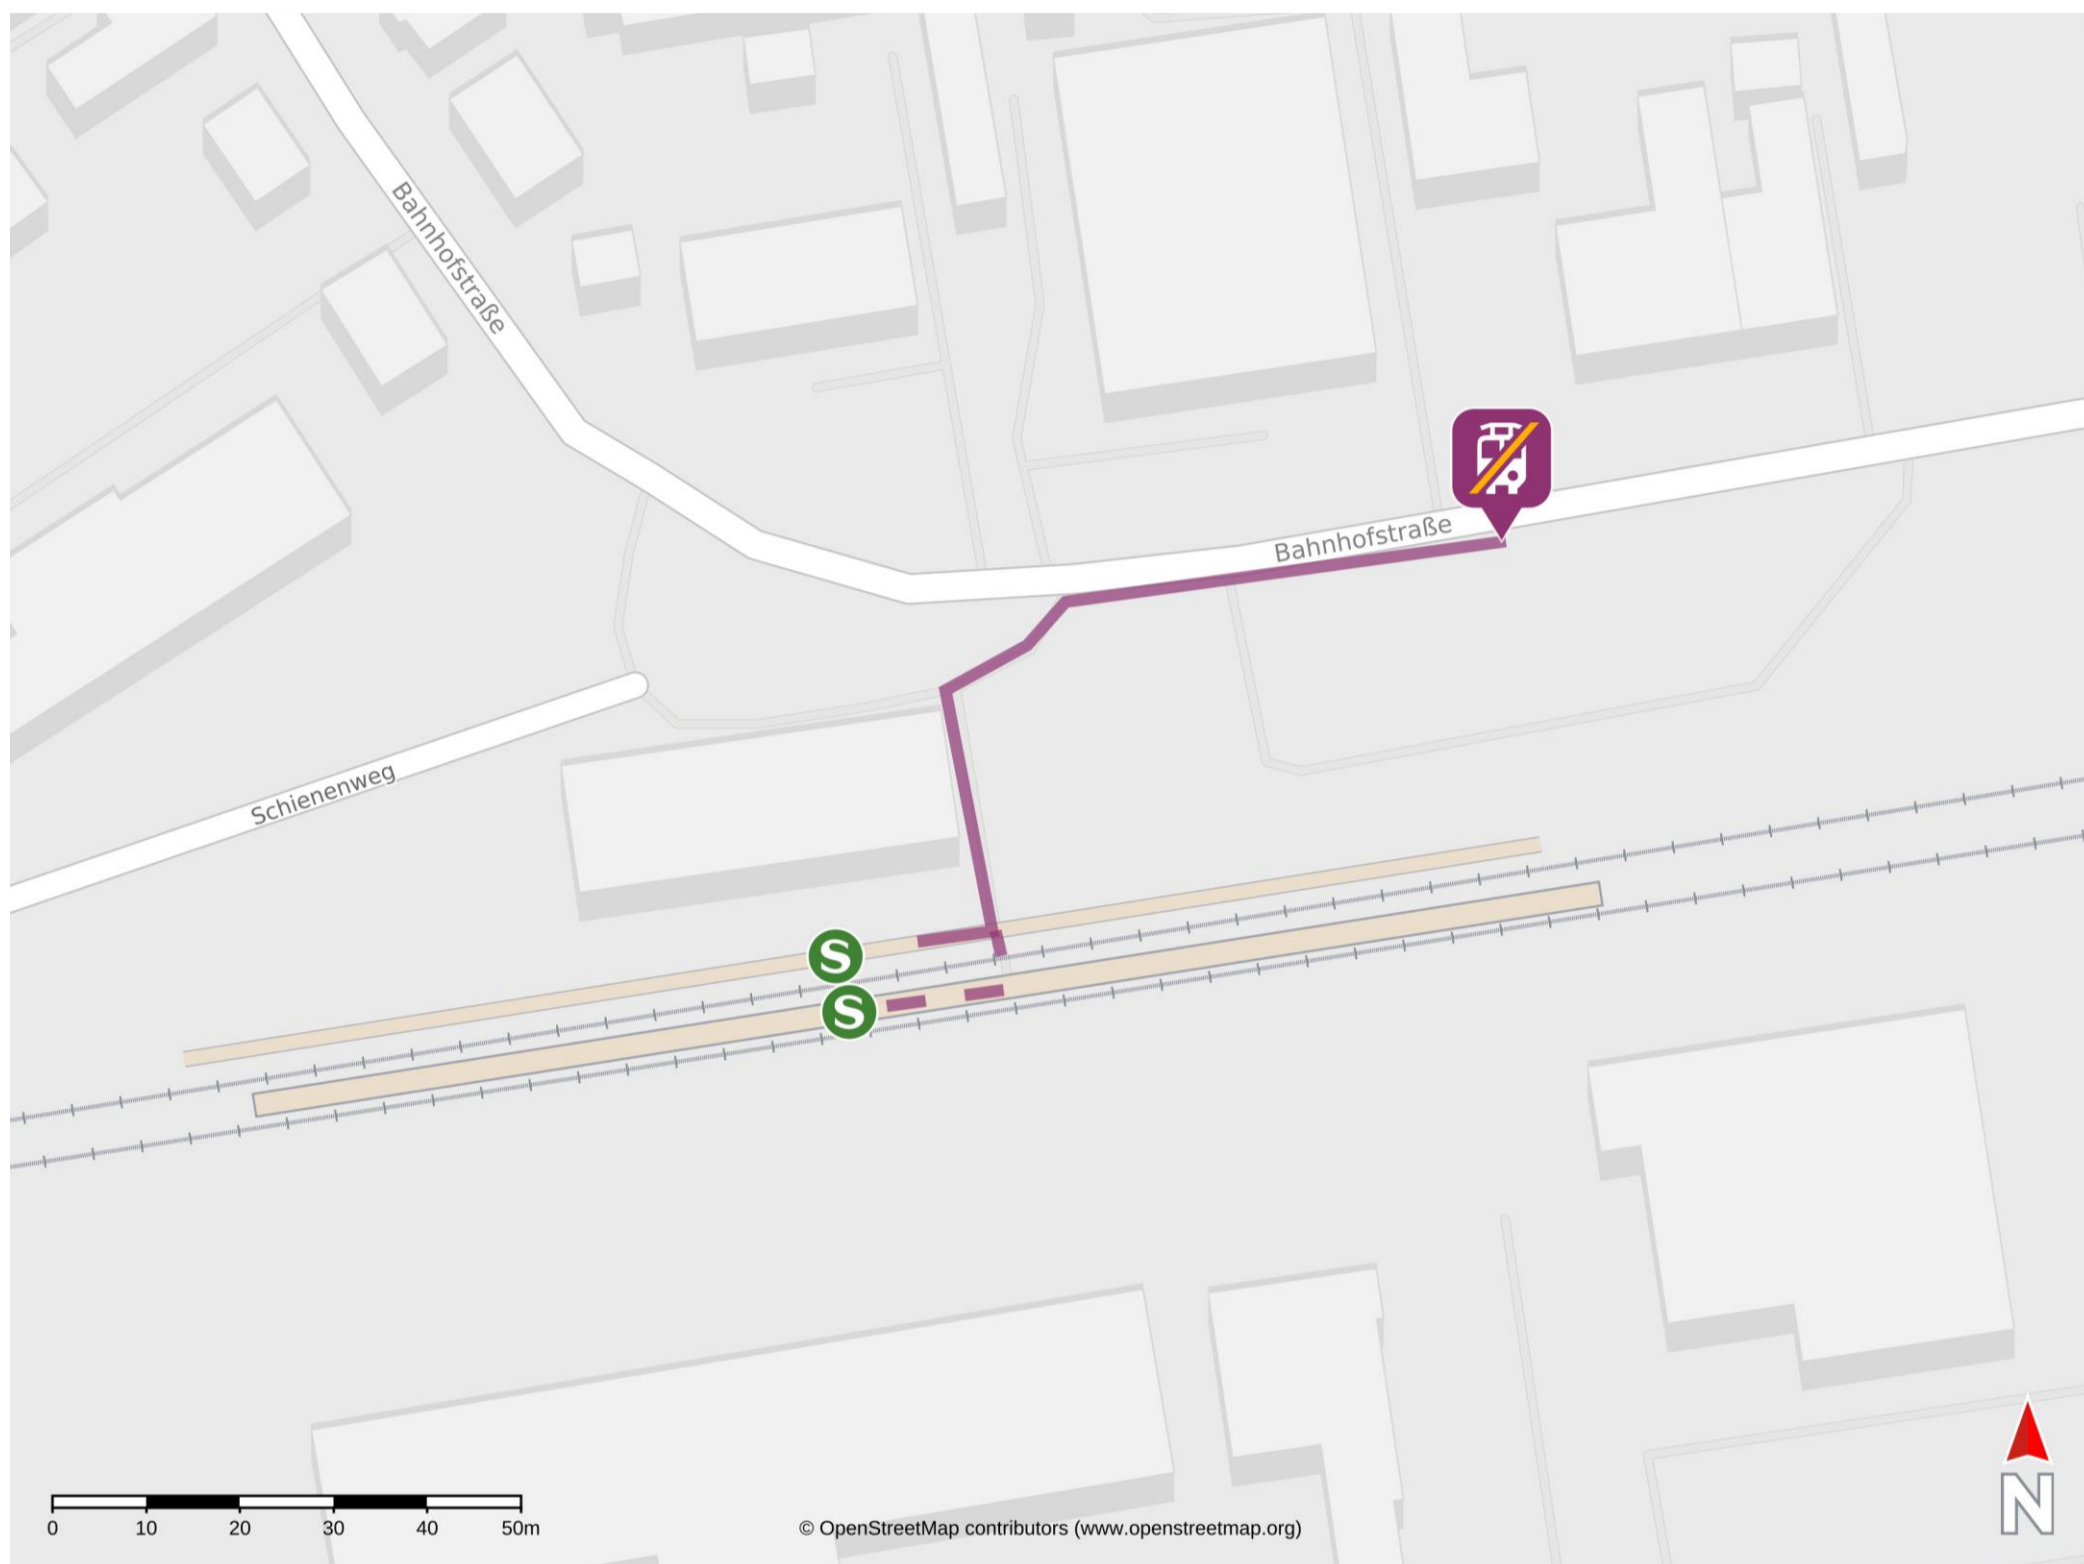 Bahnhofstraße
Bahnhofstraße
Schienenweg
S
S
0 10 20 30 40 50m
© OpenStreetMap contributors (www.openstreetmap.org)
N